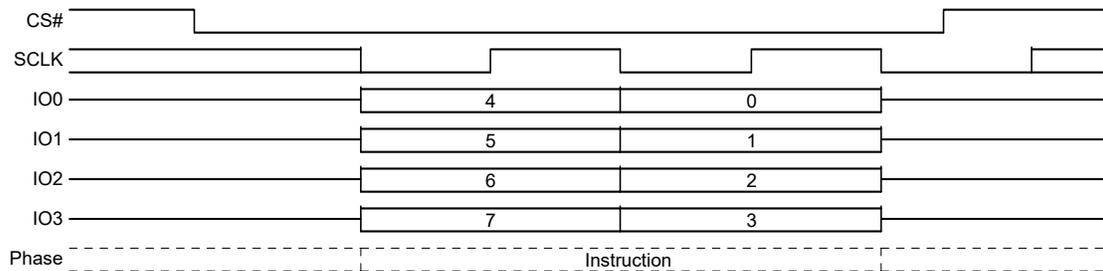 CS#
SCLK
IO0 4 0
IO1 5 1
IO2 6 2
IO3 7 3
Phase Instruction